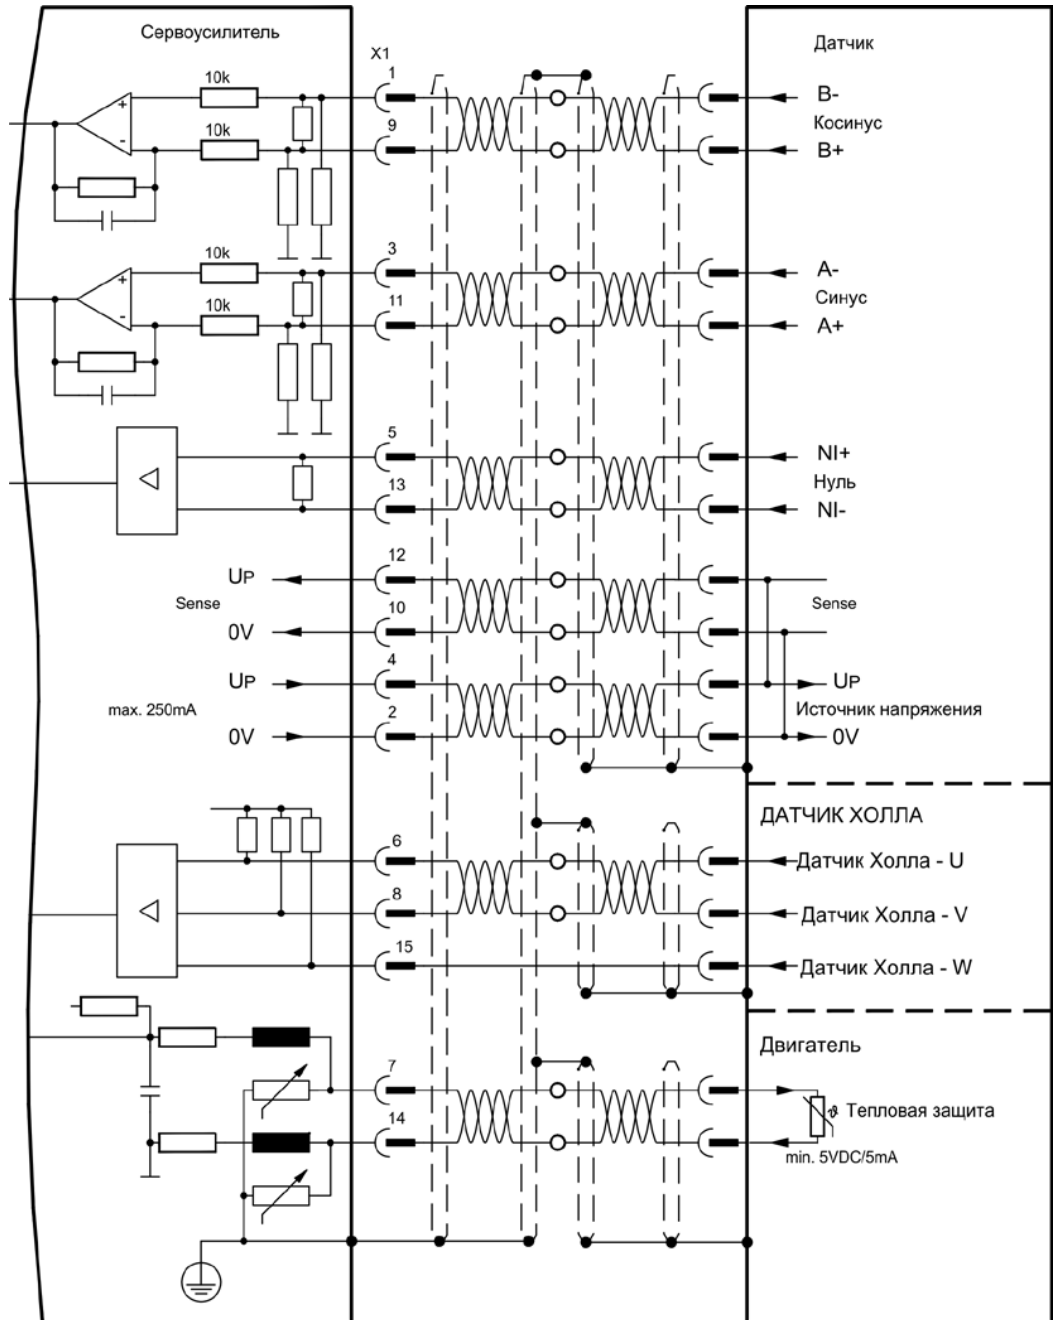 Сервоусилитель
X1
Датчик
10k
1
B-
Косинус
10k
9
B+
+
-
10k
3
A-
Синус
10k
11
A+
+
-
5
NI+
Нуль
13
NI-
UP
12
Sense
Sense
0V
10
UP
4
UP
max. 250mA
Источник напряжения
0V
2
0V
ДАТЧИК ХОЛЛА
6
Датчик Холла - U
8
Датчик Холла - V
15
Датчик Холла - W
Двигатель
7
ϑ Тепловая защита
14
min. 5VDC/5mA